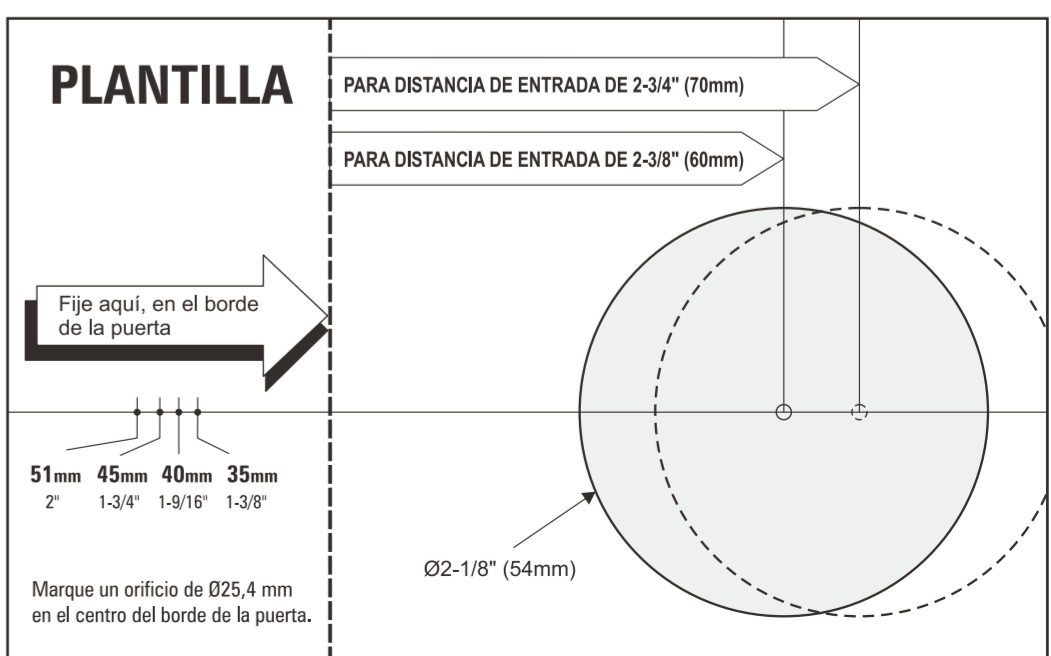 PLANTILLA
PARA DISTANCIA DE ENTRADA DE 2-3/4" (70mm)
PARA DISTANCIA DE ENTRADA DE 2-3/8" (60mm)
Fije aquí, en el borde
de la puerta
51mm 45mm 40mm 35mm
2" 1-3/4" 1-9/16" 1-3/8"
Ø2-1/8" (54mm)
Marque un orificio de Ø25,4 mm
en el centro del borde de la puerta.